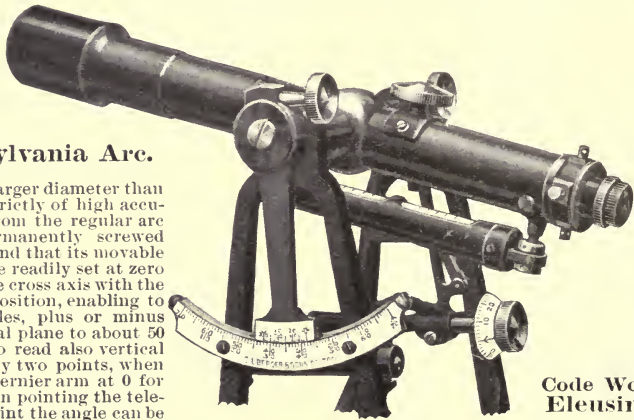 ylvania Arc.
arger diameter than
rictly of high accu-
rom the regular arc
rmanently screwed
nd that its movable
e readily set at zero
e cross axis with the
osition, enabling to
les, plus or minus
al plane to about 50
o read also vertical
y two points, when
ernier arm at 0 for
n pointing the tele-
int the angle can be
Code Wo
Eleusin